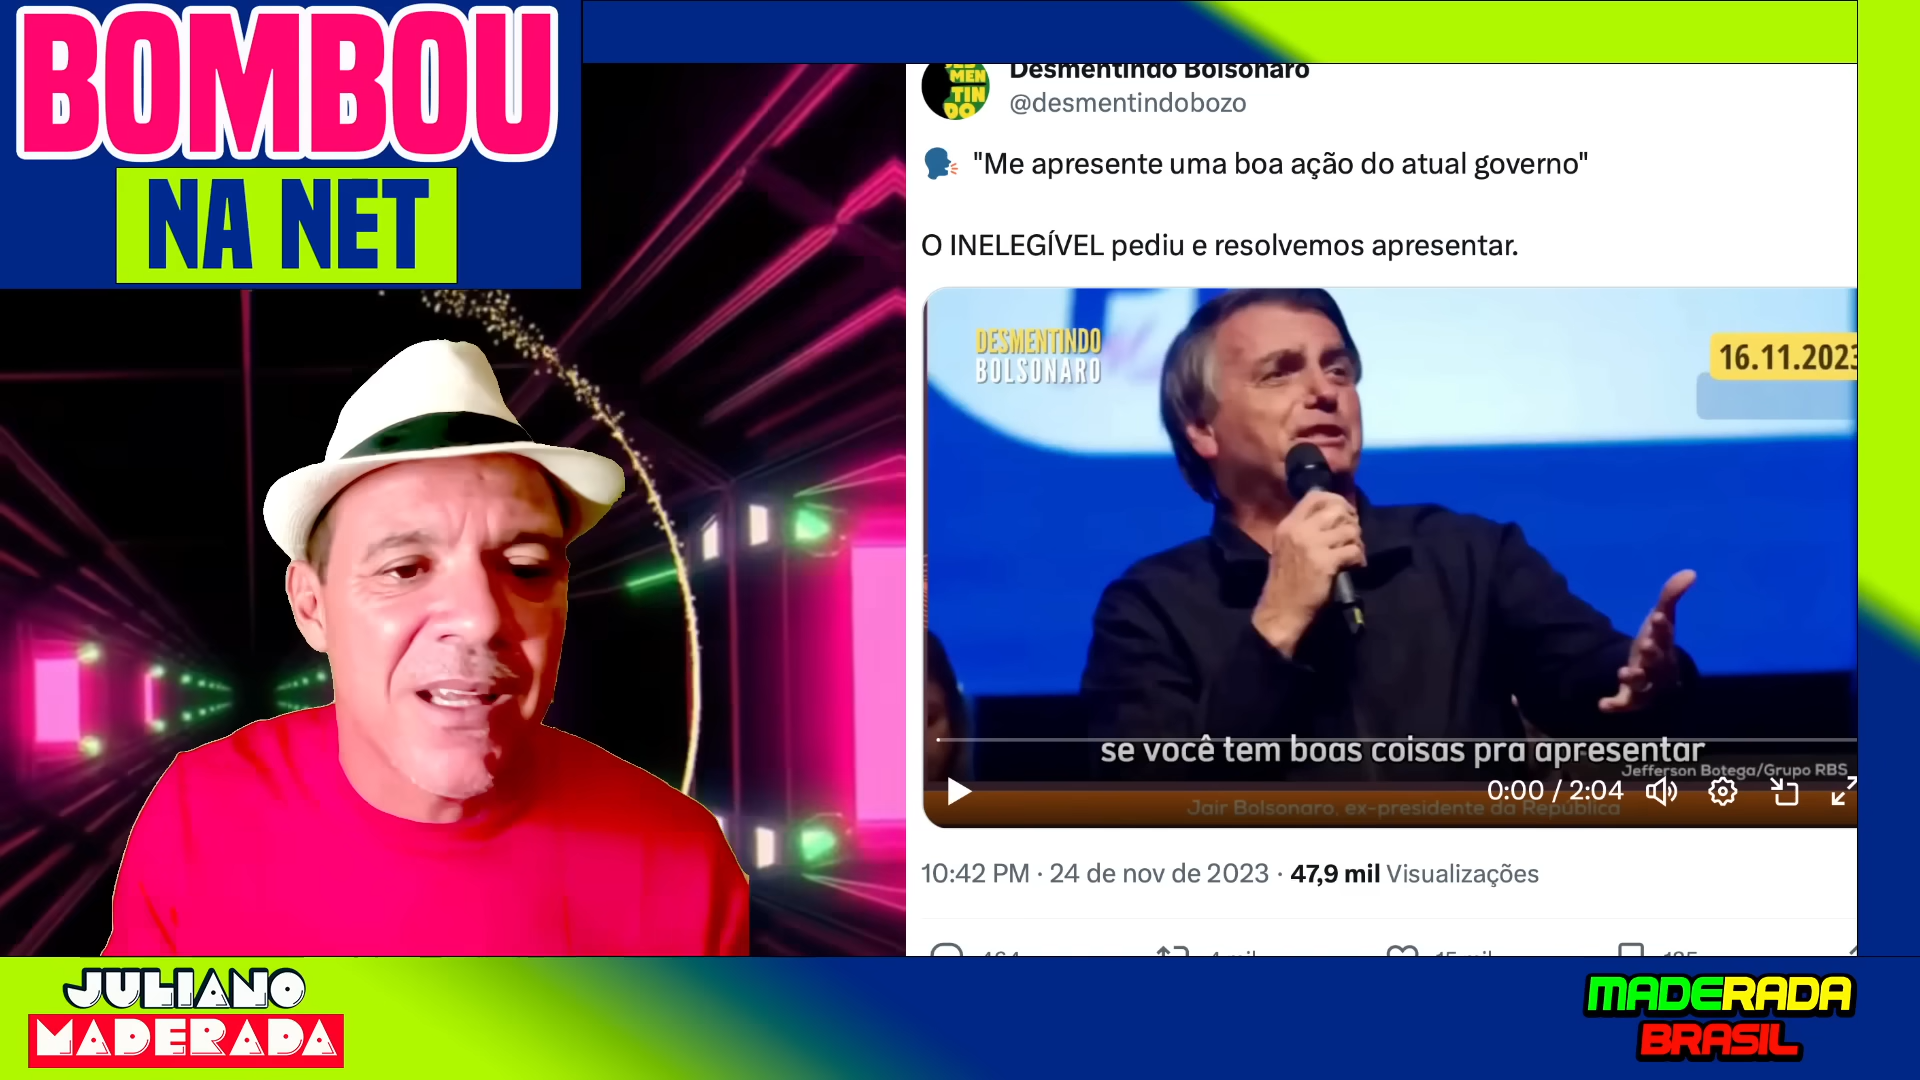 BOMBOU
NA NET
Desmentindo Bolsonaro
@desmentindobozo
"Me apresente uma boa ação do atual governo"
O INELEGÍVEL pediu e resolvemos apresentar.
DESMENTINDO
BOLSONARO
16.11.2023
se você tem boas coisas pra apresentar
Jefferson Botega/Grupo RBS
0:00 / 2:04
Jair Bolsonaro, ex-presidente da República
10:42 PM · 24 de nov de 2023 · 47,9 mil Visualizações
JULIANO
MADERADA
MADERADA
BRASIL